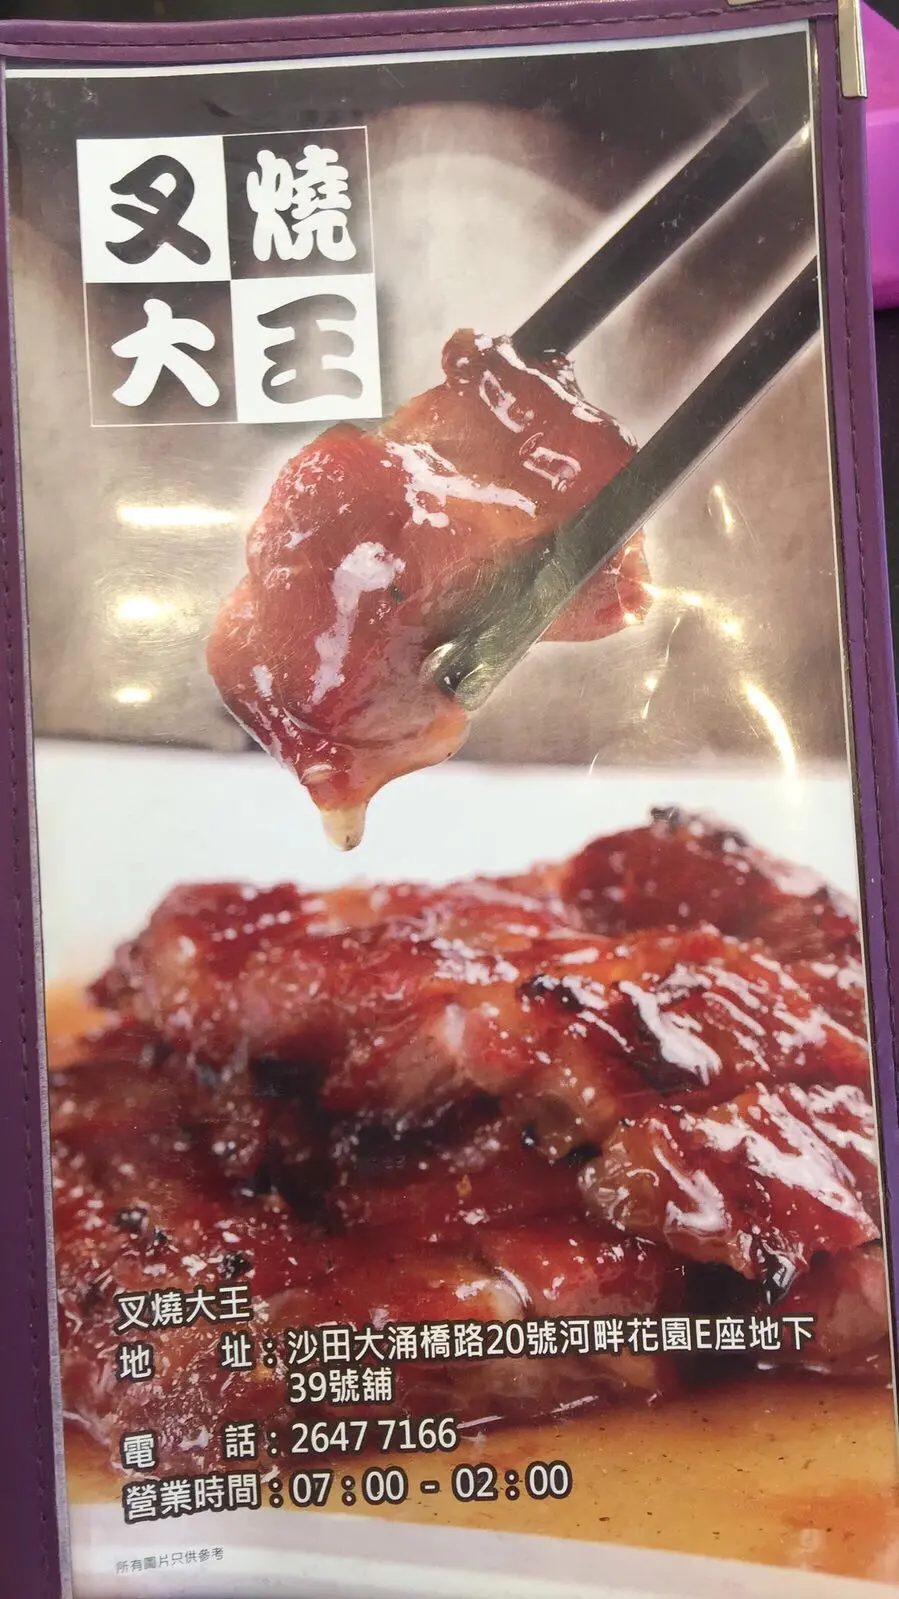 叉燒
大王
叉燒大王
地 址：沙田大涌橋路20號河畔花園E座地下
39號舖
電 話：2647 7166
營業時間：07：00 - 02：00
所有圖片只供參考